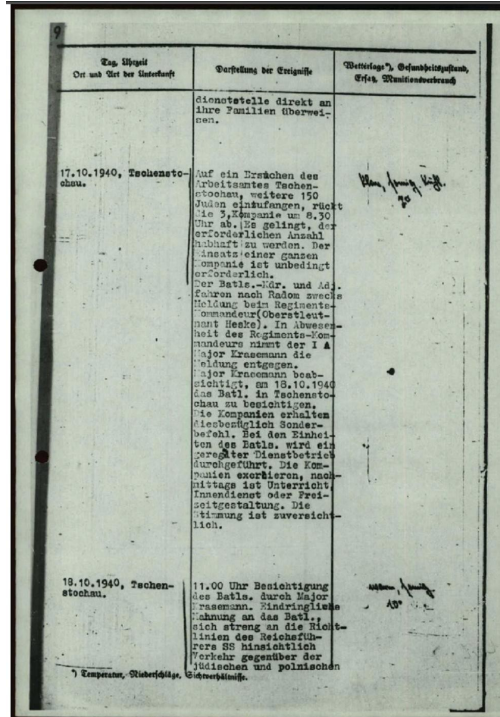 9
Tag, Uhrzeit
Ort und Art der Unterkunft
Darstellung der Ereignisse
Wetterlage*), Gesundheitszustand,
Ersatz, Munitionsverbrauch
dienststelle direkt an
ihre Familien überwei-
sen.
17.10.1940, Tschensto-
chau.
Auf ein Ersuchen des
Arbeitsamtes Tschen-
stochau, weitere 150
Juden einzufangen, rückt
die 3.Kompanie um 8.30
Uhr ab. Es gelingt, der
erforderlichen Anzahl
habhaft zu werden. Der
Einsatz einer ganzen
Kompanie ist unbedingt
erforderlich.
Der Batls.-Kdr. und Adj.
fahren nach Radom zwecks
Meldung beim Regiments-
Kommandeur(Oberstleut-
nant Heske). In Abwesen-
heit des Regiments-Kom-
mandeurs nimmt der I A
Major Krasemann die
Meldung entgegen.
Major Krasemann beab-
sichtigt, am 18.10.1940
das Batl. in Tschensto-
chau zu besichtigen.
Die Kompanien erhalten
diesbezüglich Sonder-
befehl. Bei den Einhei-
ten des Batls. wird ein
geregelter Dienstbetrieb
durchgeführt. Die Kom-
panien exerzieren, nach-
mittags ist Unterricht,
Innendienst oder Frei-
zeitgestaltung. Die
Stimmung ist zuversicht-
lich.
18.10.1940, Tschen-
stochau.
11.00 Uhr Besichtigung
des Batls. durch Major
Krasemann. Eindringliche
Mahnung an das Batl.,
sich streng an die Richt-
linien des Reichsfüh-
rers SS hinsichtlich
Verkehr gegenüber der
jüdischen und polnischen
*) Temperatur, Niederschläge, Sichtverhältnisse.